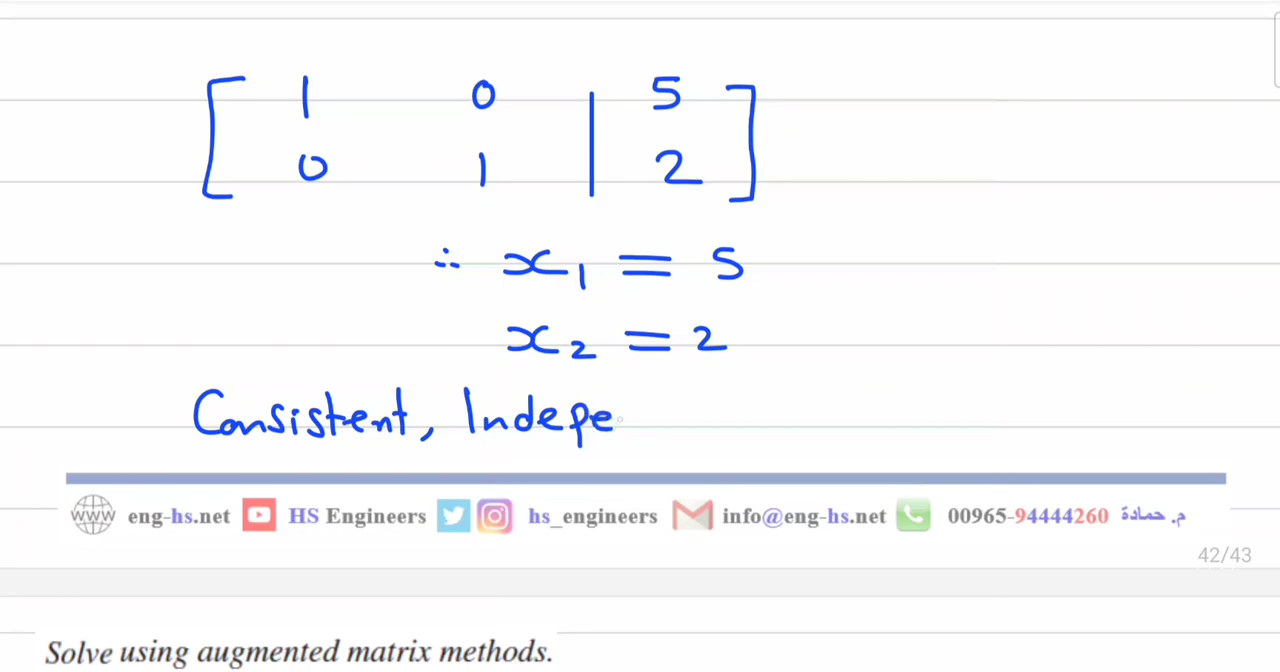 1 0 | 5
0 1 | 2
∴ x₁ = 5
x₂ = 2
Consistent, Indepe
www eng-hs.net HS Engineers hs_engineers info@eng-hs.net 00965-94444260 م. حمادة
42/43
Solve using augmented matrix methods.